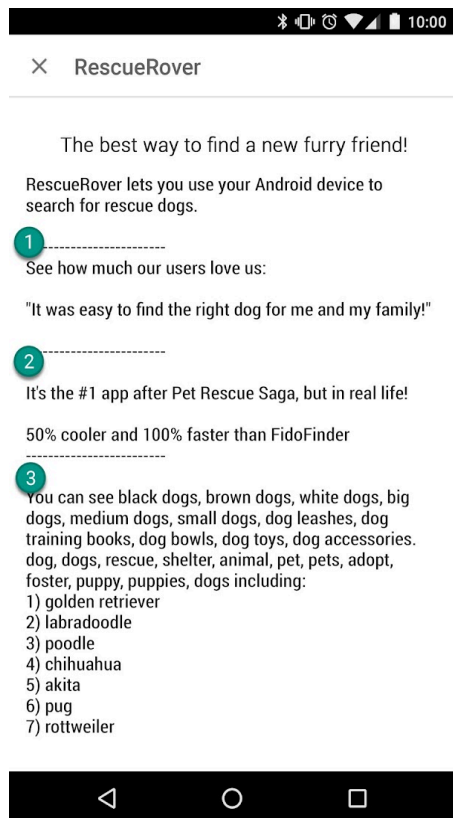 10:00
RescueRover
The best way to find a new furry friend!
RescueRover lets you use your Android device to
search for rescue dogs.
1 ----------------------
See how much our users love us:
"It was easy to find the right dog for me and my family!"
----------------------
2
It's the #1 app after Pet Rescue Saga, but in real life!
50% cooler and 100% faster than FidoFinder
-------------------------
3
You can see black dogs, brown dogs, white dogs, big
dogs, medium dogs, small dogs, dog leashes, dog
training books, dog bowls, dog toys, dog accessories.
dog, dogs, rescue, shelter, animal, pet, pets, adopt,
foster, puppy, puppies, dogs including:
1) golden retriever
2) labradoodle
3) poodle
4) chihuahua
5) akita
6) pug
7) rottweiler